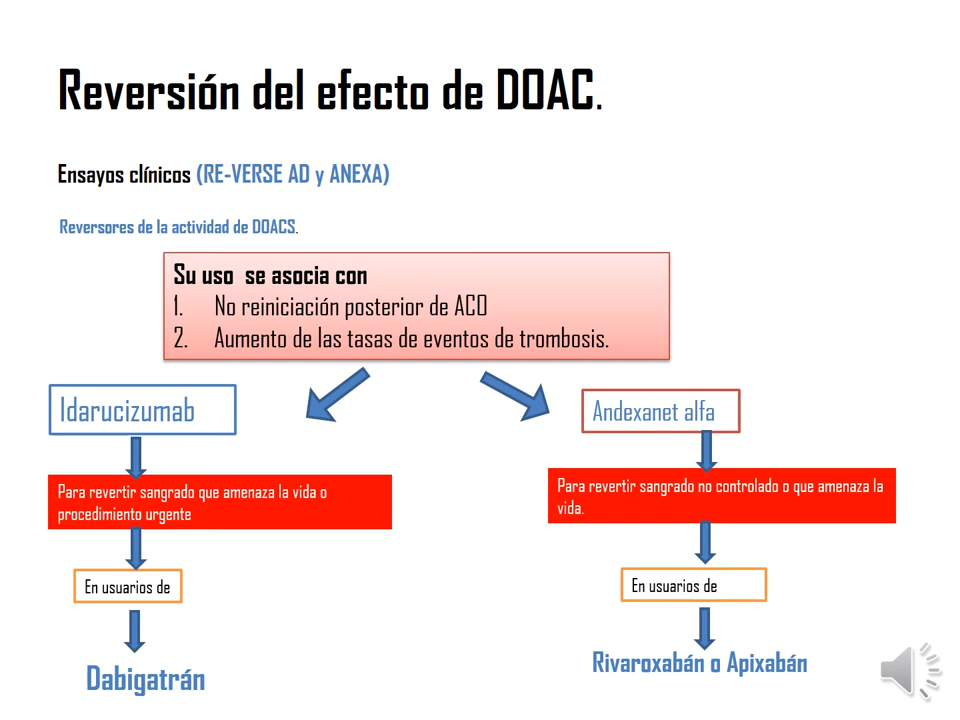 Reversión del efecto de DOAC.
Ensayos clínicos (RE-VERSE AD y ANEXA)
Reversores de la actividad de DOACS.
Su uso se asocia con
1. No reiniciación posterior de ACO
2. Aumento de las tasas de eventos de trombosis.
Idarucizumab
Para revertir sangrado que amenaza la vida o
procedimiento urgente
En usuarios de
Dabigatrán
Andexanet alfa
Para revertir sangrado no controlado o que amenaza la
vida.
En usuarios de
Rivaroxabán o Apixabán